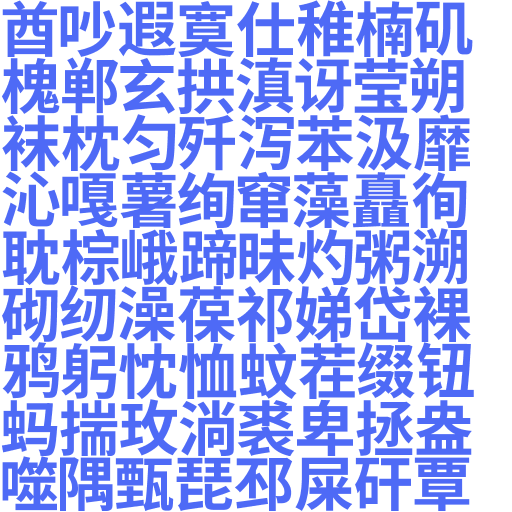 酋吵遐寞仕稚楠矶
槐郸玄拱滇讶莹朔
袜枕匀歼泻苯汲靡
沁嘎薯绚窜藻矗徇
耽棕峨蹄昧灼粥溯
砌纫澡葆祁娣岱裸
鸦躬忱恤蚊茬缀钮
蚂揣玫淌裘卑拯盎
噬隅甄琵邳屎矸覃